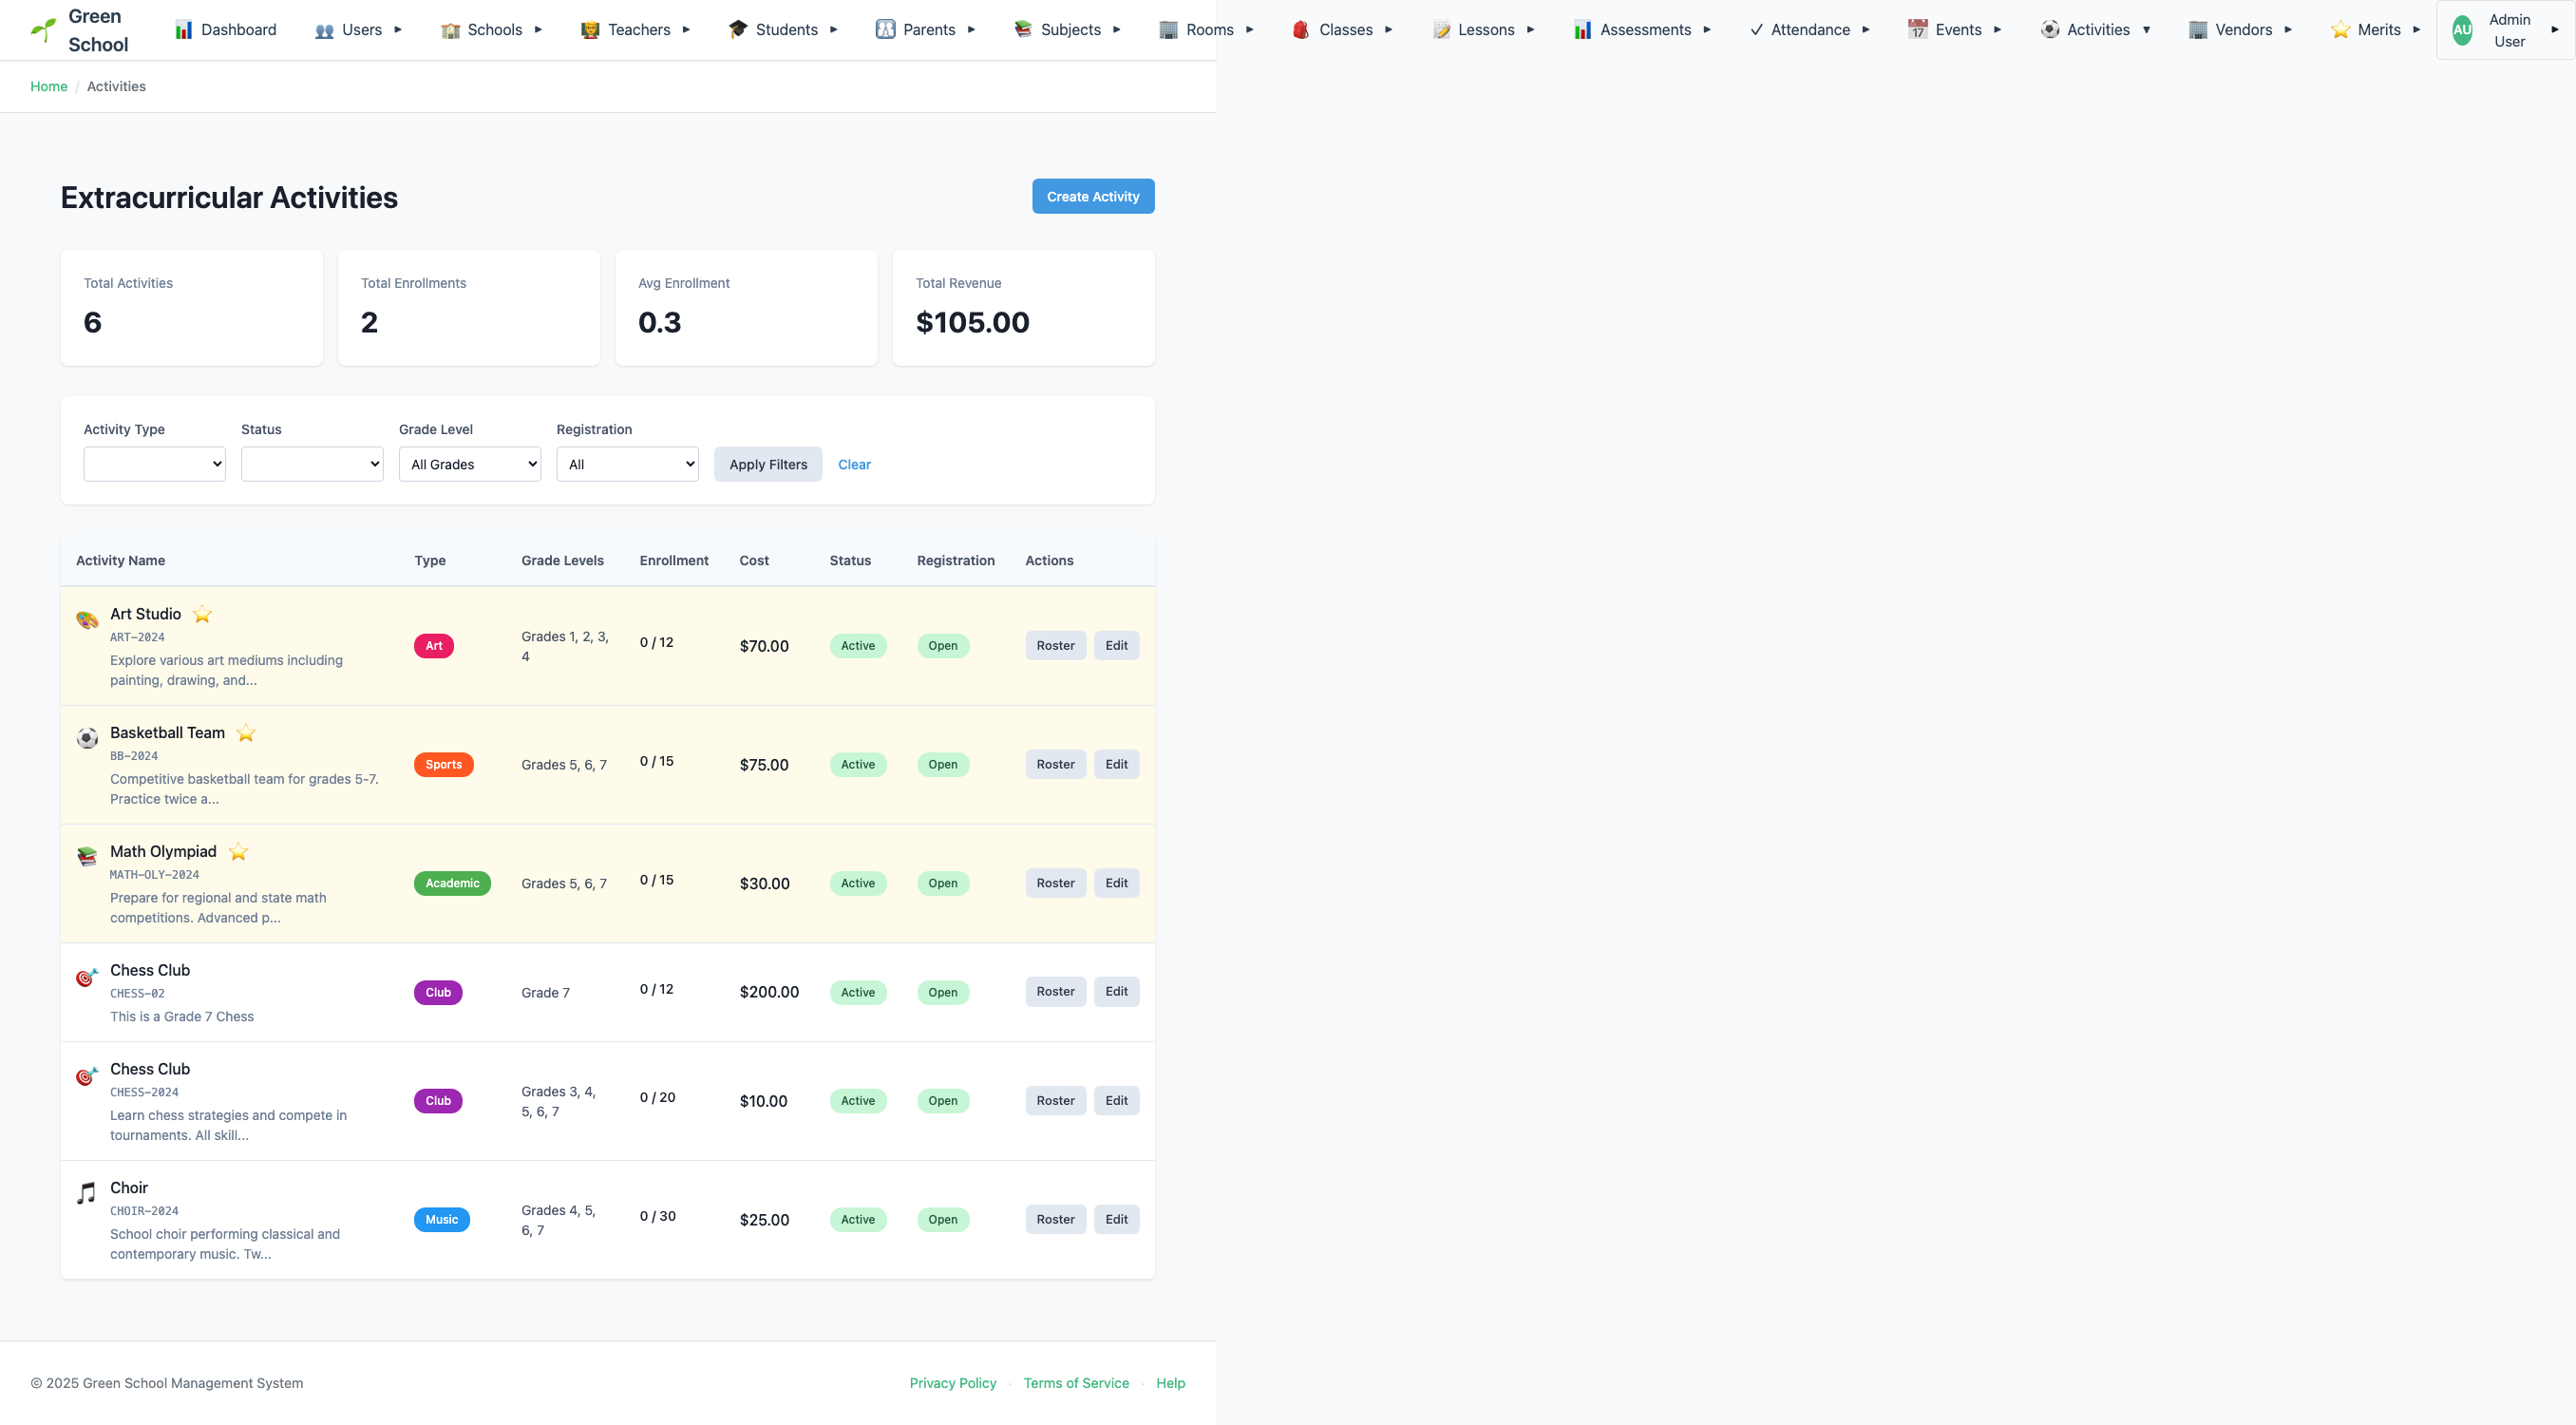 Green School
Dashboard
Users
Schools
Teachers
Students
Parents
Subjects
Rooms
Classes
Lessons
Assessments
Attendance
Events
Activities
Vendors
Merits
AU
Admin User
Home / Activities
Extracurricular Activities
Create Activity
Total Activities
6
Total Enrollments
2
Avg Enrollment
0.3
Total Revenue
$105.00
Activity Type
Status
Grade Level
All Grades
Registration
All
Apply Filters
Clear
Activity Name Type Grade Levels Enrollment Cost Status Registration Actions
Art Studio
ART-2024
Explore various art mediums including
painting, drawing, and...
Art
Grades 1, 2, 3,
4
0 / 12
$70.00
Active
Open
Roster
Edit
Basketball Team
BB-2024
Competitive basketball team for grades 5-7.
Practice twice a...
Sports
Grades 5, 6, 7
0 / 15
$75.00
Active
Open
Roster
Edit
Math Olympiad
MATH-OLY-2024
Prepare for regional and state math
competitions. Advanced p...
Academic
Grades 5, 6, 7
0 / 15
$30.00
Active
Open
Roster
Edit
Chess Club
CHESS-02
This is a Grade 7 Chess
Club
Grade 7
0 / 12
$200.00
Active
Open
Roster
Edit
Chess Club
CHESS-2024
Learn chess strategies and compete in
tournaments. All skill...
Club
Grades 3, 4,
5, 6, 7
0 / 20
$10.00
Active
Open
Roster
Edit
Choir
CHOIR-2024
School choir performing classical and
contemporary music. Tw...
Music
Grades 4, 5,
6, 7
0 / 30
$25.00
Active
Open
Roster
Edit
© 2025 Green School Management System
Privacy Policy · Terms of Service · Help